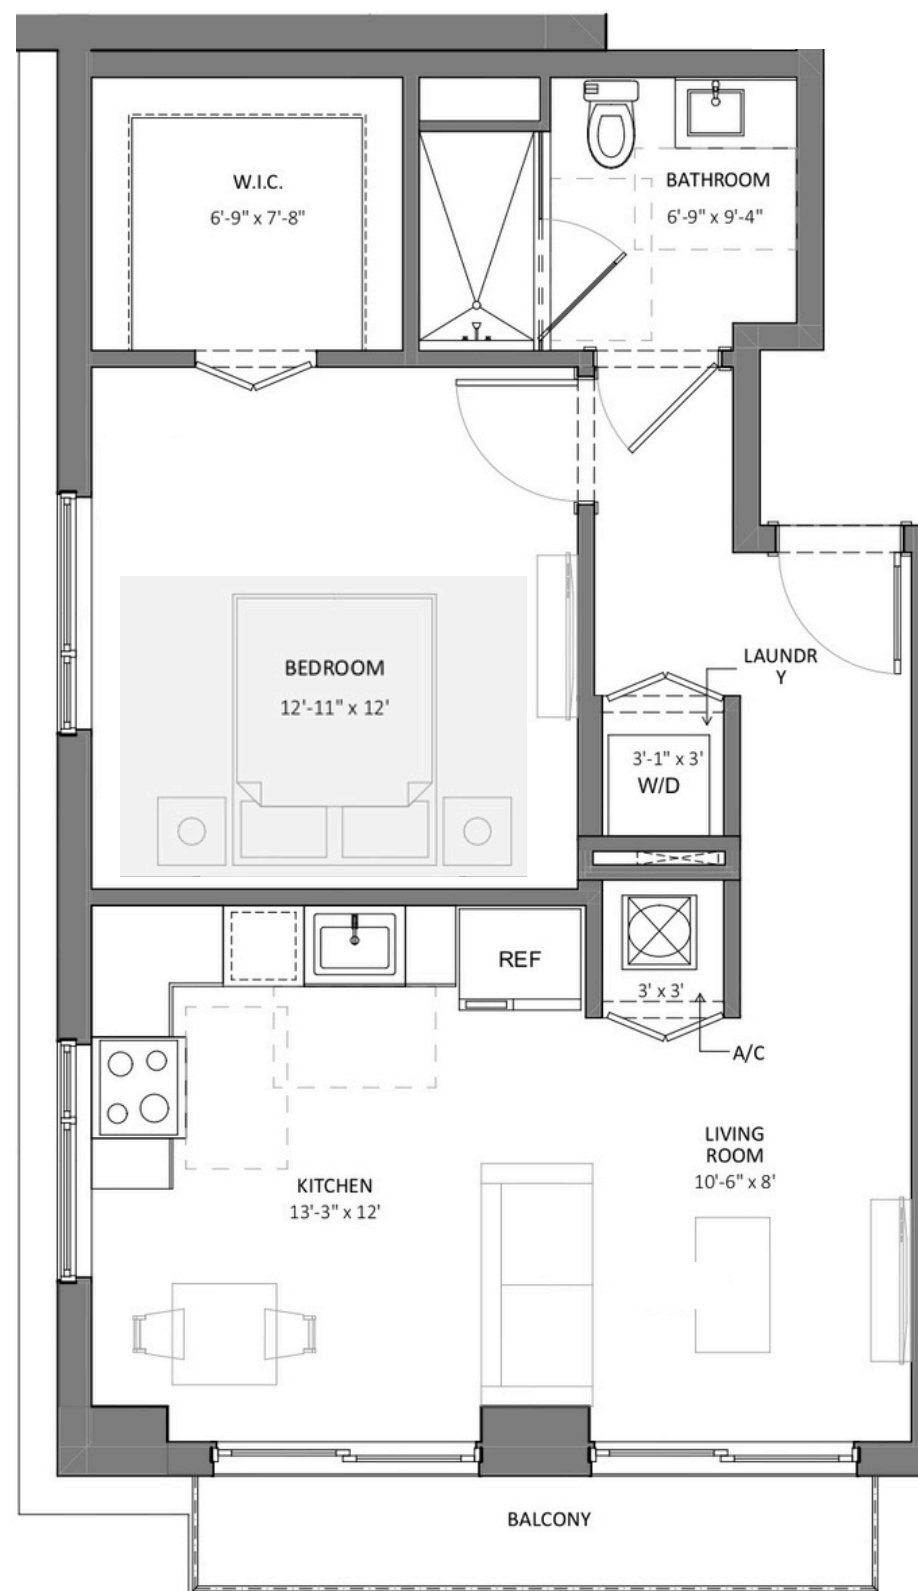 W.I.C.
6'-9" x 7'-8"
BATHROOM
6'-9" x 9'-4"
BEDROOM
12'-11" x 12'
LAUNDR
Y
3'-1" x 3'
W/D
REF
3' x 3'
A/C
LIVING
ROOM
10'-6" x 8'
KITCHEN
13'-3" x 12'
BALCONY